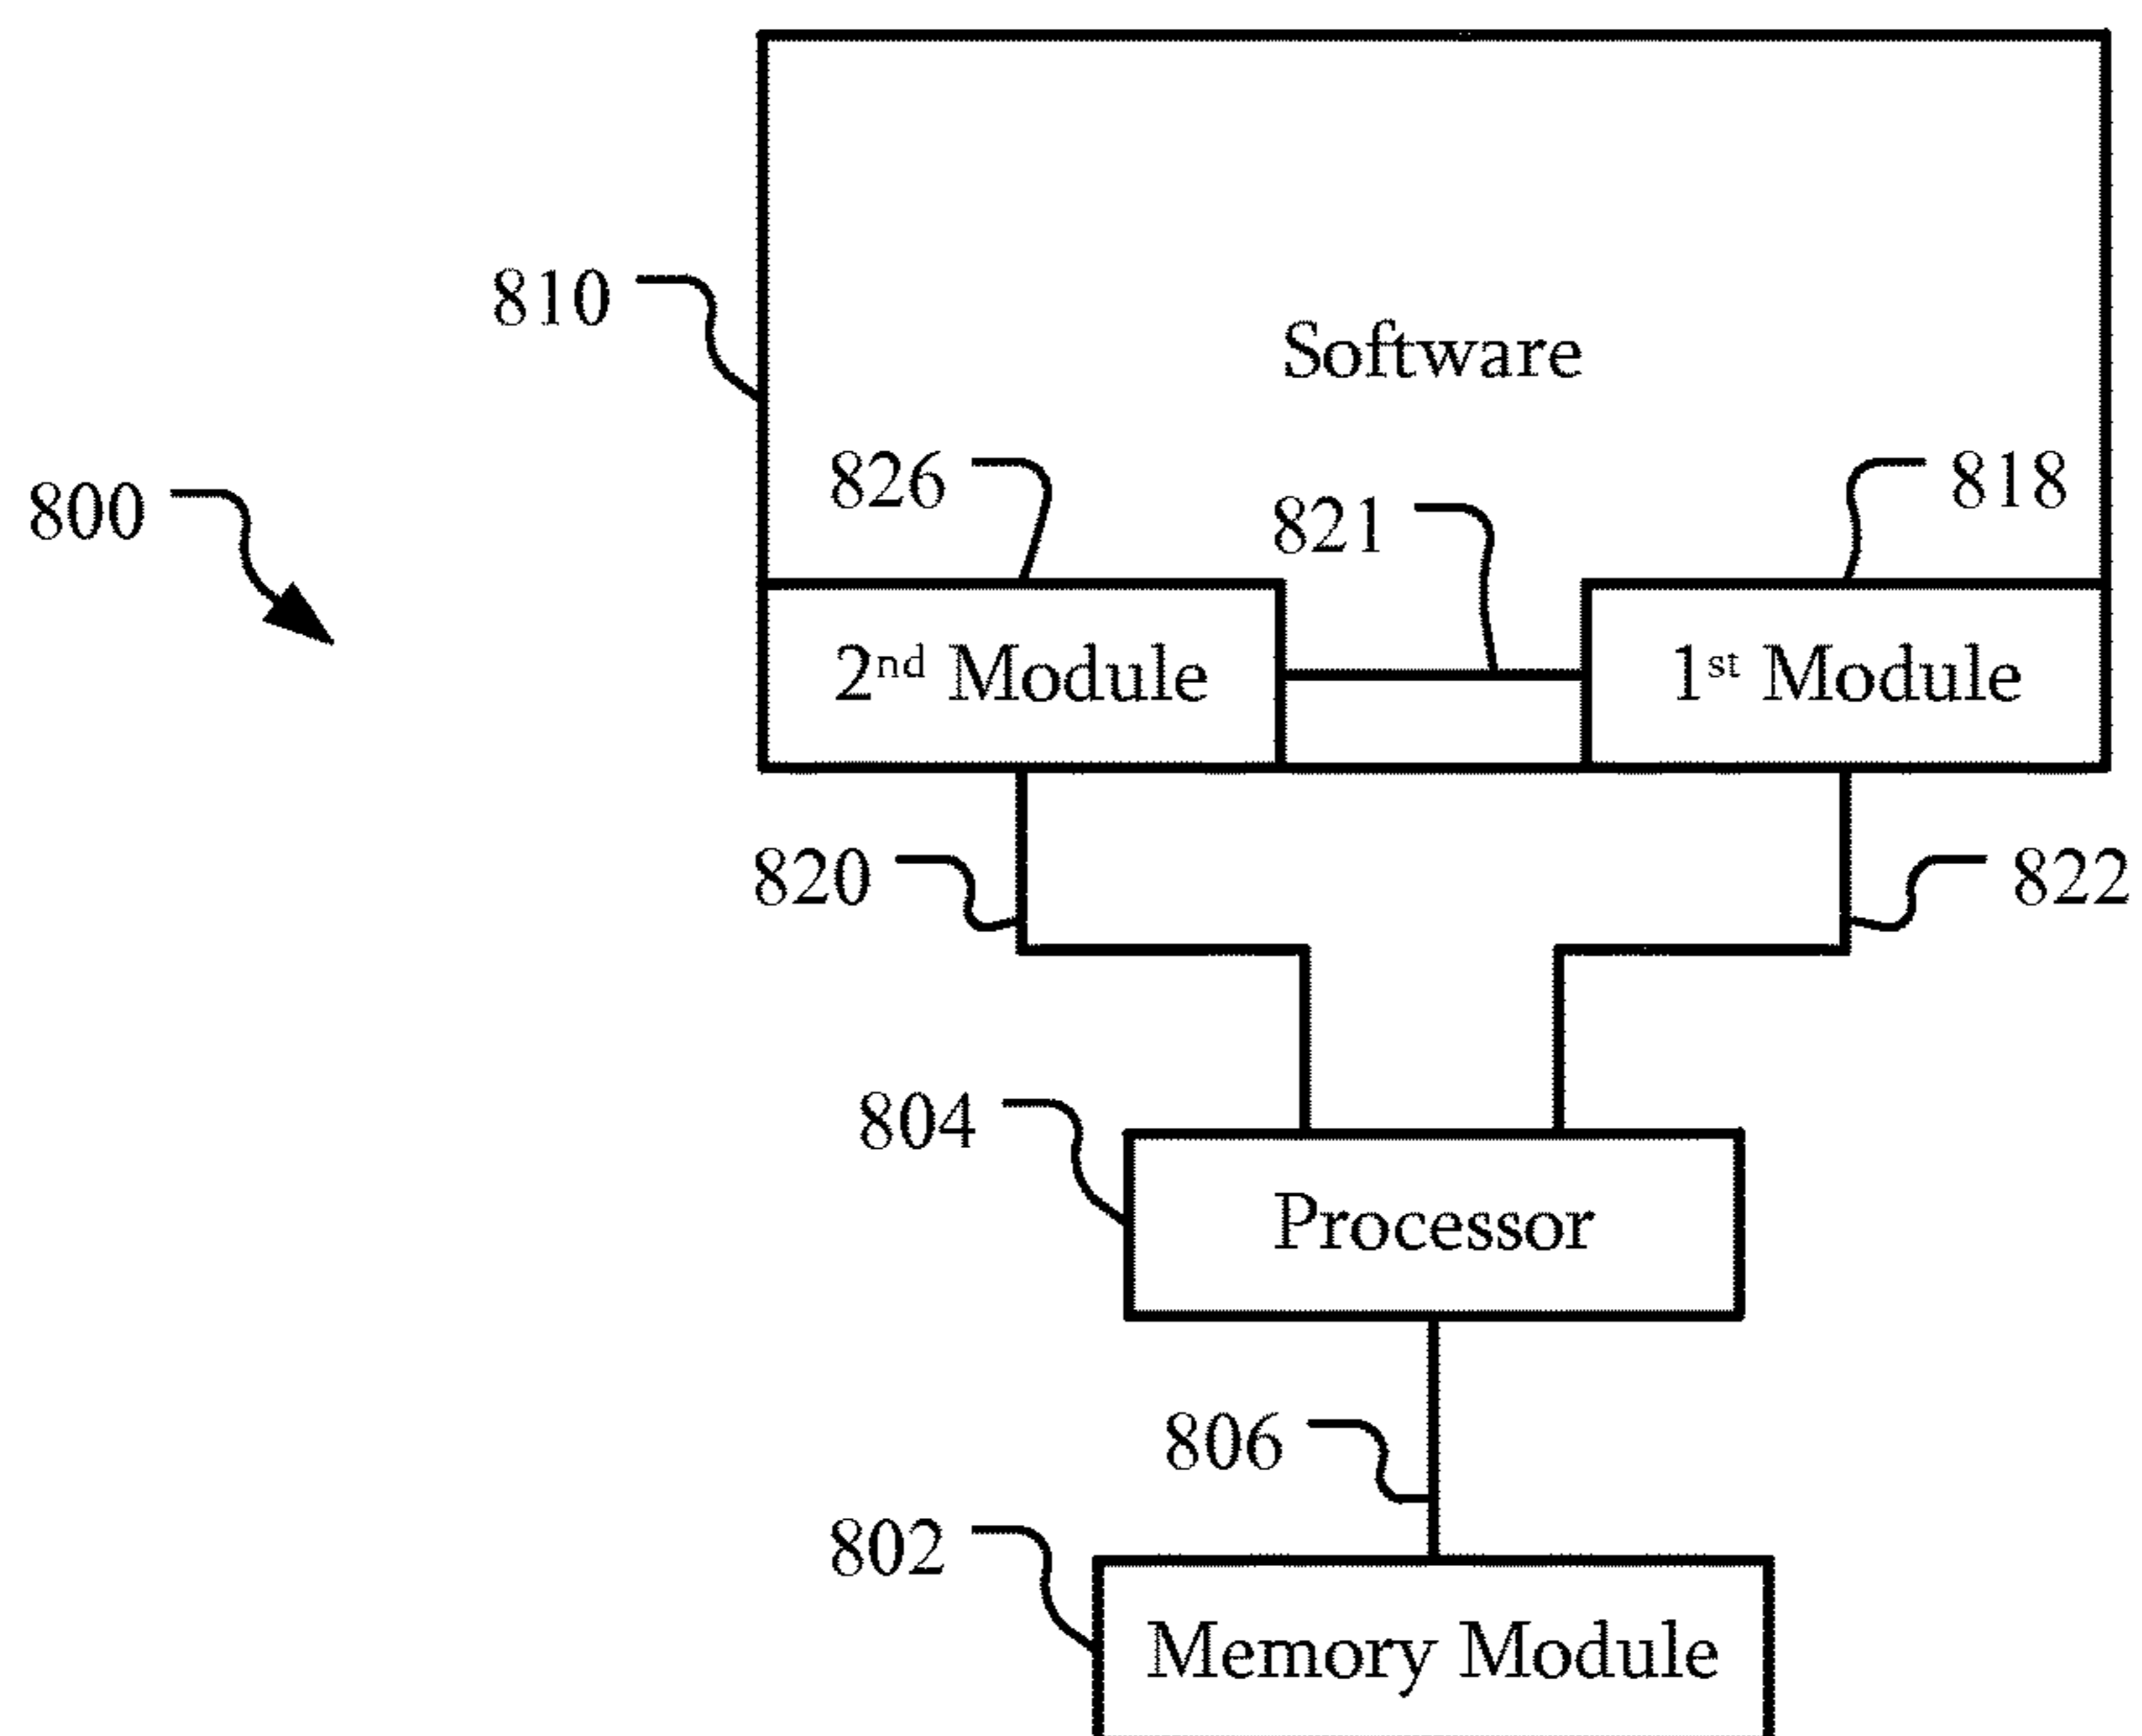 810
Software
826
818
800
821
2nd Module
1st Module
820
822
804
Processor
806
802
Memory Module